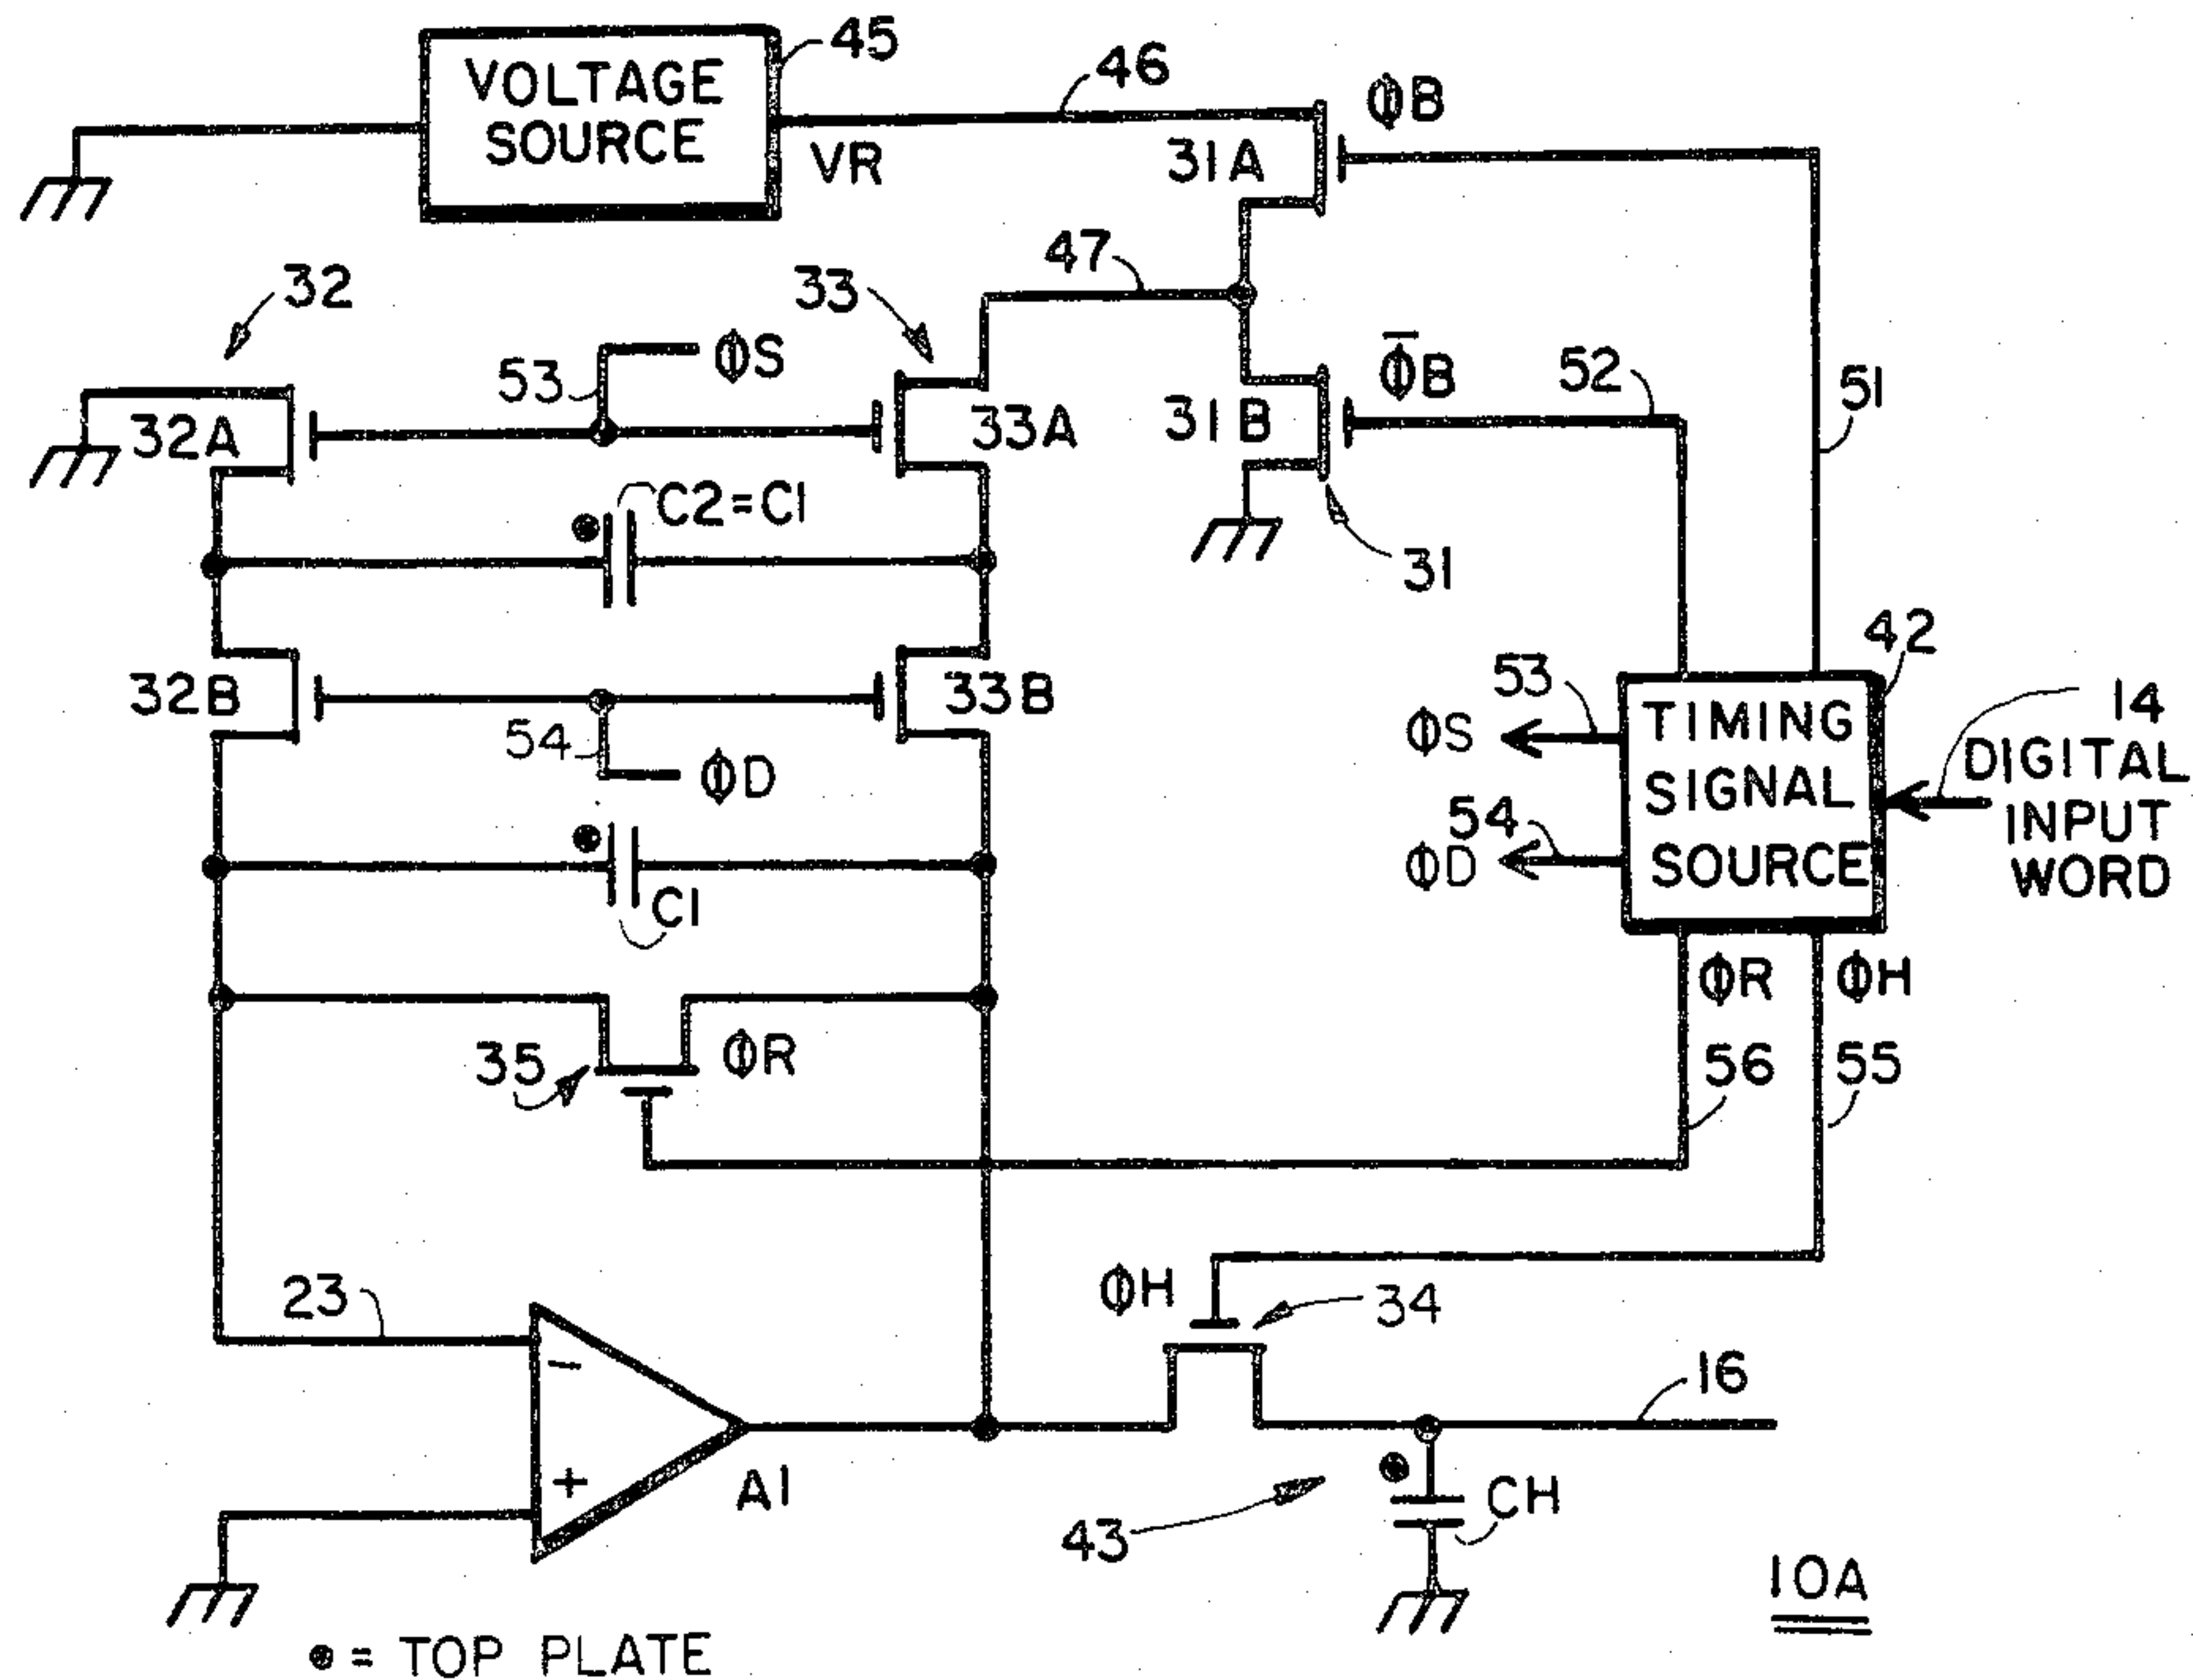 VOLTAGE
SOURCE
45
46
VR
31A
ΦB
47
32
33
53
ΦS
Φ̅B
52
51
32A
33A
31B
C2=C1
31
32B
33B
54
ΦD
42
53
ΦS
54
ΦD
TIMING
SIGNAL
SOURCE
14
DIGITAL
INPUT
WORD
C1
ΦR
ΦH
35
ΦR
56
55
23
ΦH
34
−
+
A1
16
43
CH
10A
= TOP PLATE